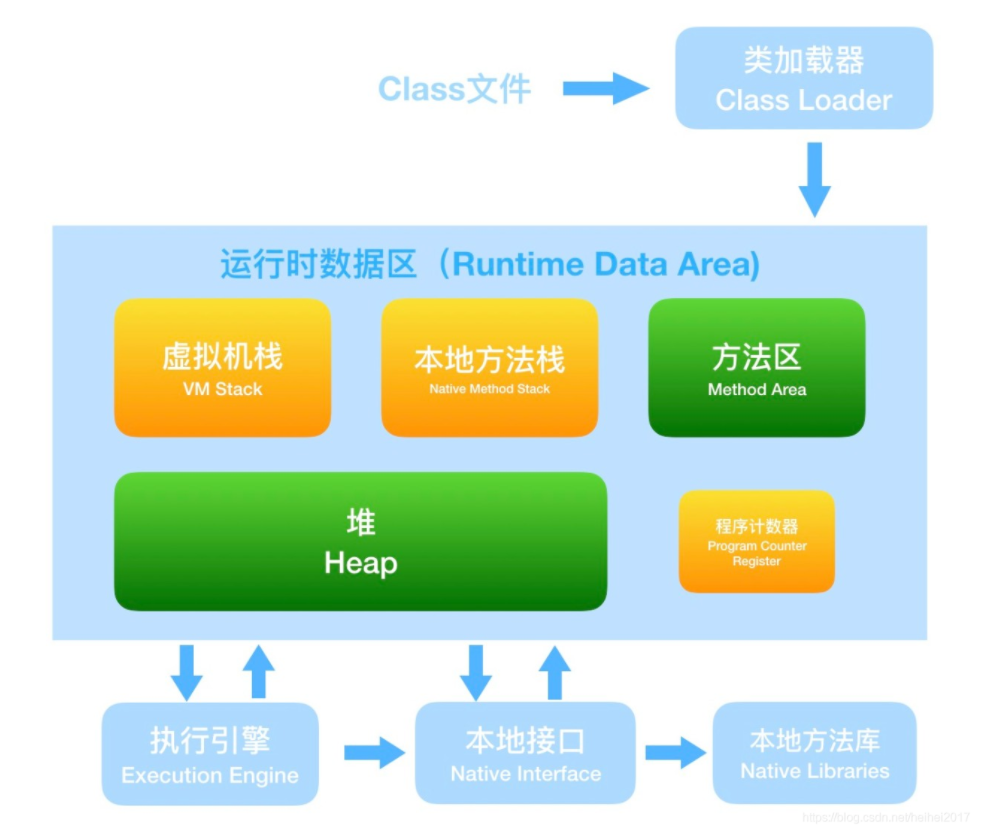 Class文件
类加载器
Class Loader
运行时数据区（Runtime Data Area)
虚拟机栈
VM Stack
本地方法栈
Native Method Stack
方法区
Method Area
堆
Heap
程序计数器
Program Counter
Register
执行引擎
Execution Engine
本地接口
Native Interface
本地方法库
Native Libraries
https://blog.csdn.net/heihei2017